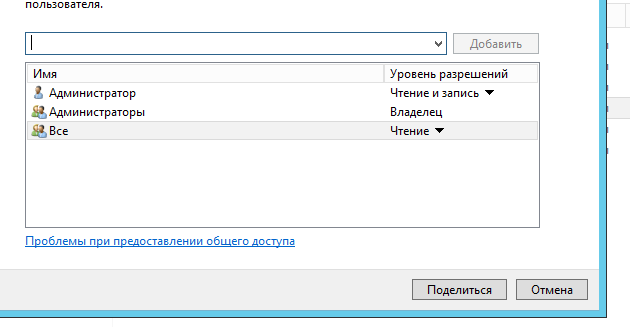 пользователя.
Добавить
Имя Уровень разрешений
Администратор Чтение и запись
Администраторы Владелец
Все Чтение
Проблемы при предоставлении общего доступа
Поделиться Отмена